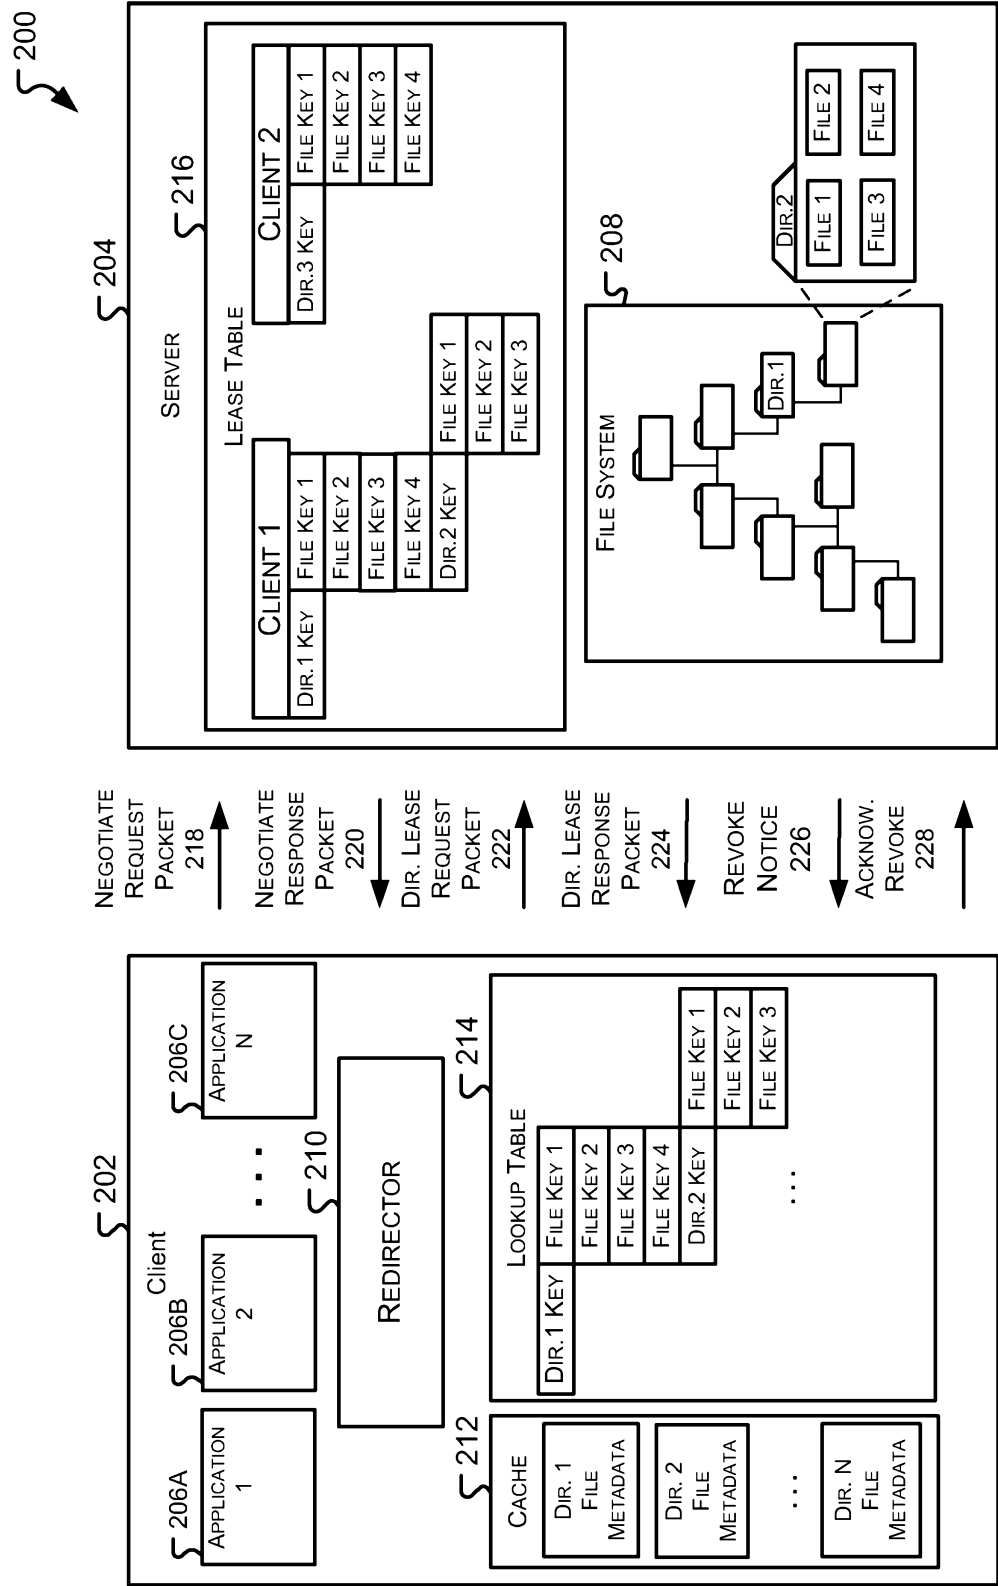 200
202
Client
206A
APPLICATION
1
206B
APPLICATION
2
. . .
206C
APPLICATION
N
210
REDIRECTOR
212
CACHE
DIR. 1
FILE
METADATA
DIR. 2
FILE
METADATA
. . .
DIR. N
FILE
METADATA
214
LOOKUP TABLE
DIR.1 KEY
FILE KEY 1
FILE KEY 2
FILE KEY 3
FILE KEY 4
DIR.2 KEY
FILE KEY 1
FILE KEY 2
FILE KEY 3
. . .
NEGOTIATE
REQUEST
PACKET
218
NEGOTIATE
RESPONSE
PACKET
220
DIR. LEASE
REQUEST
PACKET
222
DIR. LEASE
RESPONSE
PACKET
224
REVOKE
NOTICE
226
ACKNOW.
REVOKE
228
204
SERVER
216
LEASE TABLE
CLIENT 1
DIR.1 KEY
FILE KEY 1
FILE KEY 2
FILE KEY 3
FILE KEY 4
DIR.2 KEY
FILE KEY 1
FILE KEY 2
FILE KEY 3
CLIENT 2
DIR.3 KEY
FILE KEY 1
FILE KEY 2
FILE KEY 3
FILE KEY 4
208
FILE SYSTEM
DIR.1
DIR.2
FILE 1
FILE 2
FILE 3
FILE 4